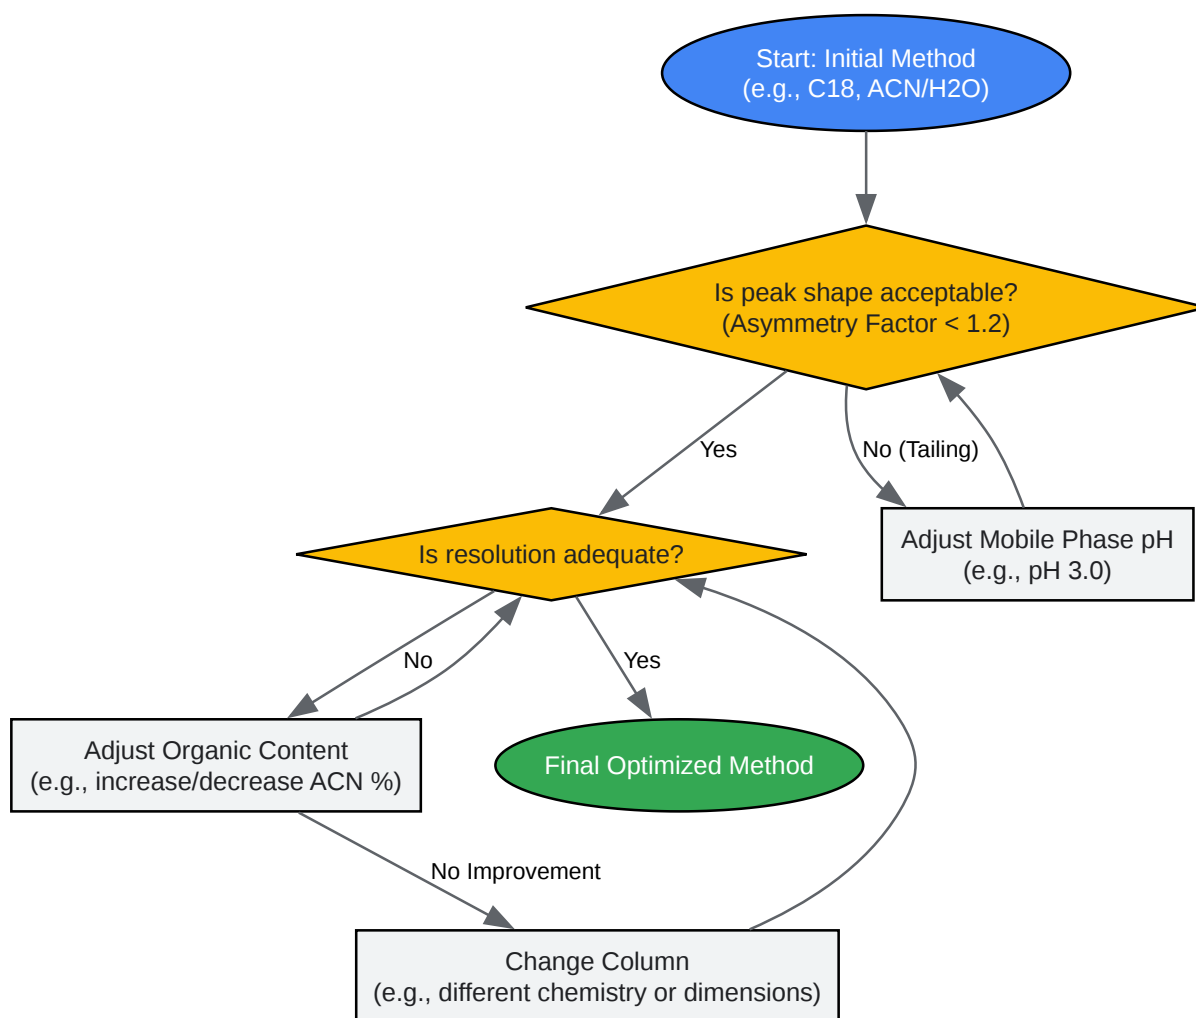 Start: Initial Method
(e.g., C18, ACN/H2O)
Is peak shape acceptable?
(Asymmetry Factor < 1.2)
Yes
No (Tailing)
Is resolution adequate?
Adjust Mobile Phase pH
(e.g., pH 3.0)
No
Yes
Adjust Organic Content
(e.g., increase/decrease ACN %)
Final Optimized Method
No Improvement
Change Column
(e.g., different chemistry or dimensions)